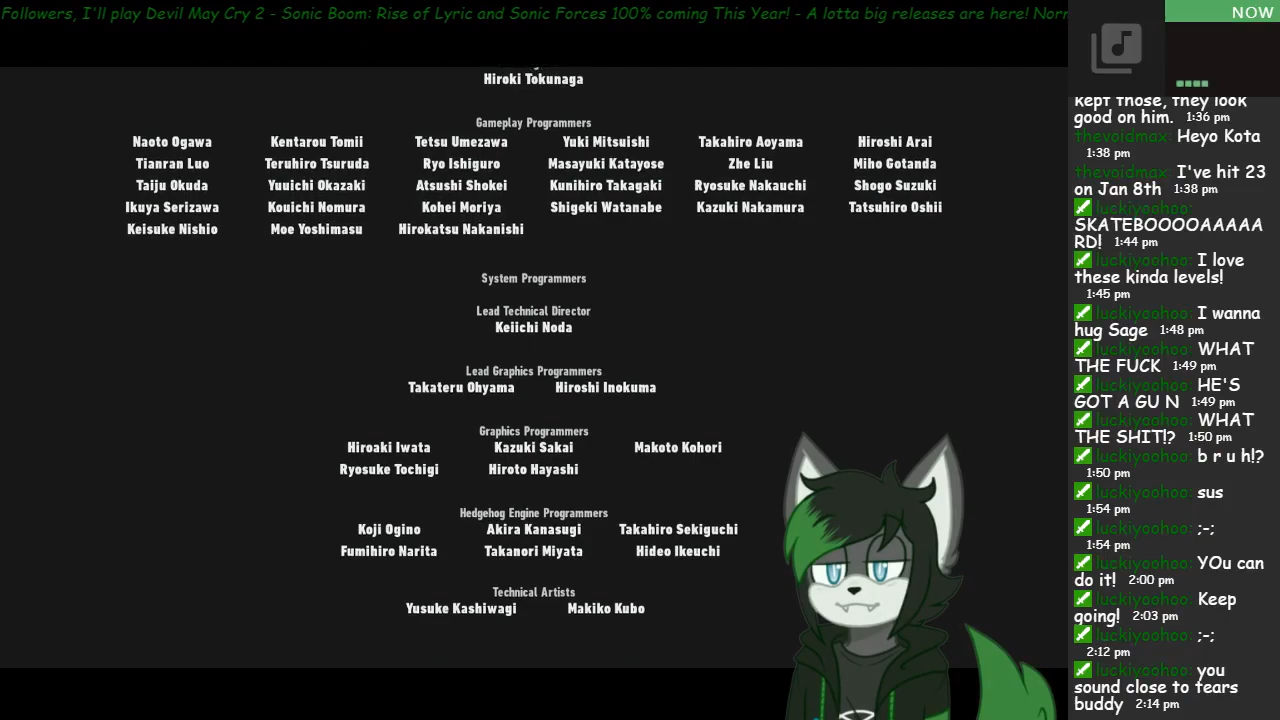 Followers, I'll play Devil May Cry 2 - Sonic Boom: Rise of Lyric and Sonic Forces 100% coming This Year! - A lotta big releases are here! Norm
Hiroki Tokunaga
Gameplay Programmers
Naoto Ogawa Kentarou Tomii Tetsu Umezawa Yuki Mitsuishi Takahiro Aoyama Hiroshi Arai
Tianran Luo Teruhiro Tsuruda Ryo Ishiguro Masayuki Katayose Zhe Liu Miho Gotanda
Taiju Okuda Yuuichi Okazaki Atsushi Shokei Kunihiro Takagaki Ryosuke Nakauchi Shogo Suzuki
Ikuya Serizawa Kouichi Nomura Kohei Moriya Shigeki Watanabe Kazuki Nakamura Tatsuhiro Oshii
Keisuke Nishio Moe Yoshimasu Hirokatsu Nakanishi
System Programmers
Lead Technical Director
Keiichi Noda
Lead Graphics Programmers
Takateru Ohyama Hiroshi Inokuma
Graphics Programmers
Hiroaki Iwata Kazuki Sakai Makoto Kohori
Ryosuke Tochigi Hiroto Hayashi
Hedgehog Engine Programmers
Koji Ogino Akira Kanasugi Takahiro Sekiguchi
Fumihiro Narita Takanori Miyata Hideo Ikeuchi
Technical Artists
Yusuke Kashiwagi Makiko Kubo
NOW
kept those, they look
good on him. 1:36 pm
thevoidmax: Heyo Kota
1:38 pm
thevoidmax: I've hit 23
on Jan 8th 1:38 pm
luckiyoohoo:
SKATEBOOOOAAAAA
RD! 1:44 pm
luckiyoohoo: I love
these kinda levels!
1:45 pm
luckiyoohoo: I wanna
hug Sage 1:48 pm
luckiyoohoo: WHAT
THE FUCK 1:49 pm
luckiyoohoo: HE'S
GOT A GU N 1:49 pm
luckiyoohoo: WHAT
THE SHIT!? 1:50 pm
luckiyoohoo: b r u h!?
1:50 pm
luckiyoohoo: sus
1:54 pm
luckiyoohoo: ;-;
1:54 pm
luckiyoohoo: YOu can
do it! 2:00 pm
luckiyoohoo: Keep
going! 2:03 pm
luckiyoohoo: ;-;
2:12 pm
luckiyoohoo: you
sound close to tears
buddy 2:14 pm